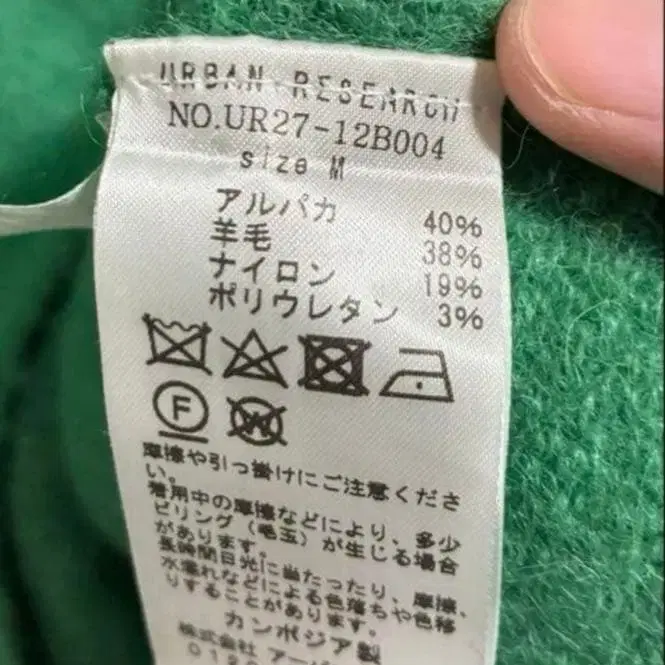 URBAN RESEARCH
NO.UR27-12B004
size M
アルパカ 40%
羊毛 38%
ナイロン 19%
ポリウレタン 3%
F
W
摩擦や引っ掛けにご注意くださ
い。
着用中の摩擦などにより、多少
ピリング（毛玉）が生じる場合
があります。
長時間日光に当たったり、摩擦、
水濡れなどによる色落ちや色移
りすることがあります。
カンボジア製
株式会社 アーバ